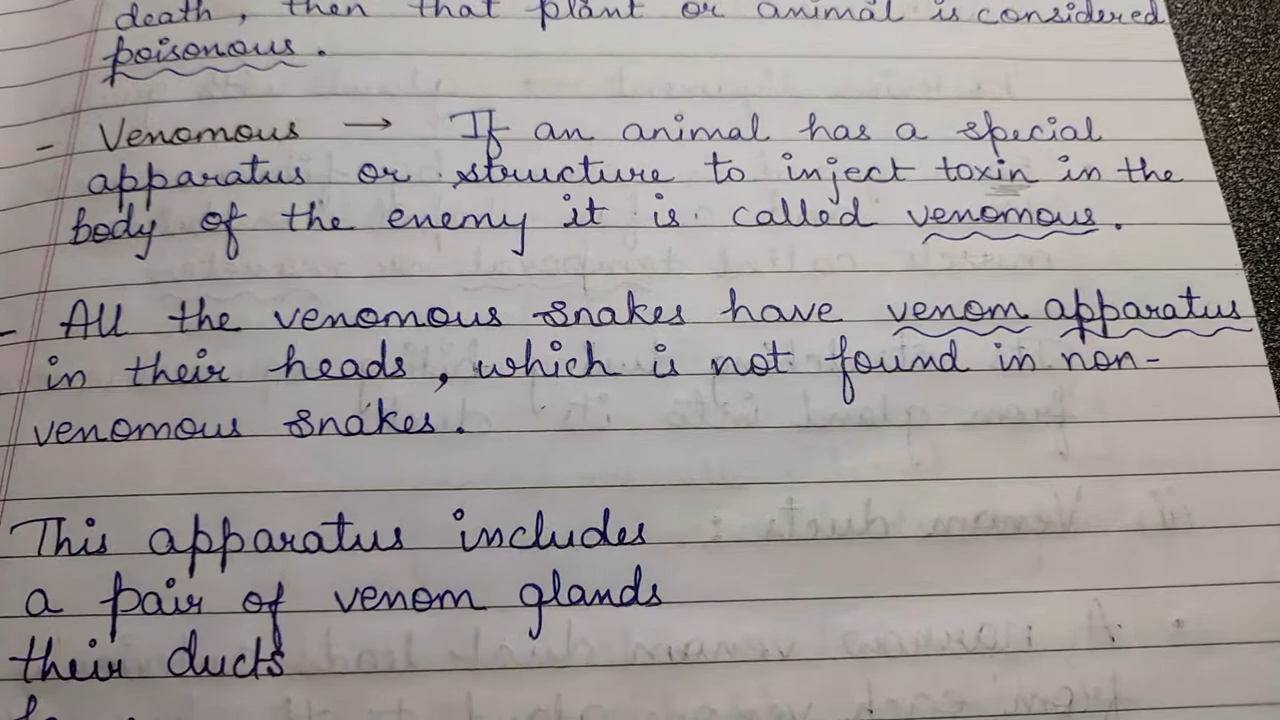 death, then that plant or animal is considered
poisonous.
- Venomous → If an animal has a special
apparatus or structure to inject toxin in the
body of the enemy it is called venomous.
- All the venomous snakes have venom apparatus
in their heads, which is not found in non-
venomous snakes.
This apparatus includes
a pair of venom glands
their ducts